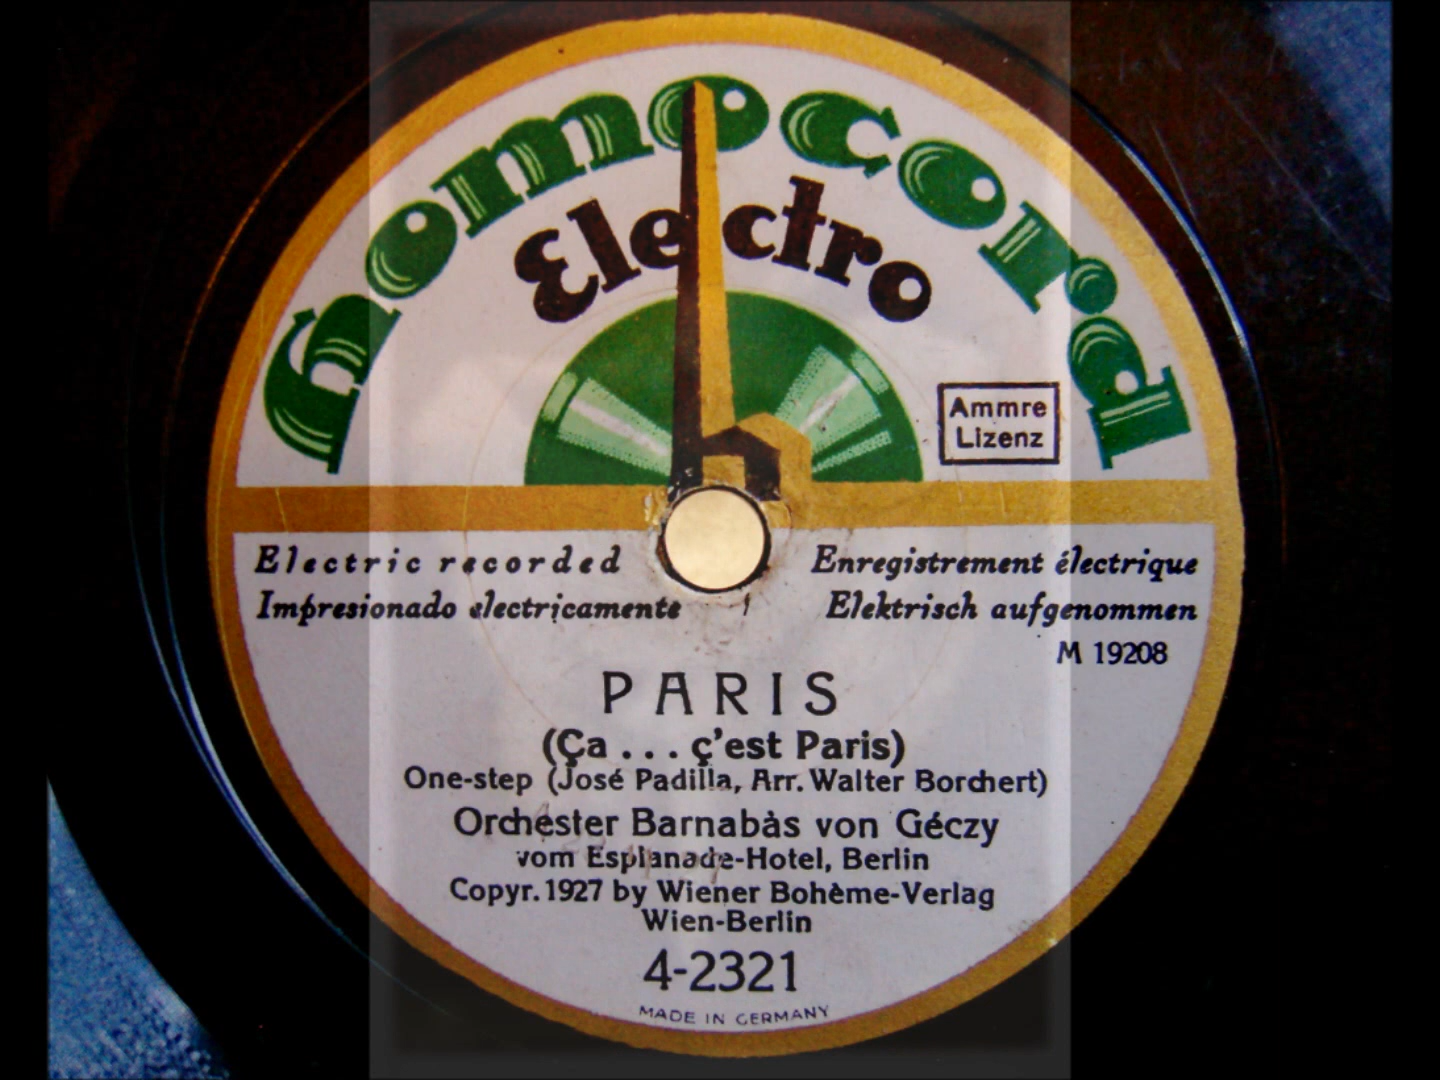 homocord
Electro
Ammre
Lizenz
Electric recorded
Enregistrement électrique
Impresionado electricamente
Elektrisch aufgenommen
M 19208
PARIS
(Ça . . . ç'est Paris)
One-step (José Padilla, Arr. Walter Borchert)
Orchester Barnabàs von Géczy
vom Esplanade-Hotel, Berlin
Copyr. 1927 by Wiener Bohème-Verlag
Wien-Berlin
4-2321
MADE IN GERMANY